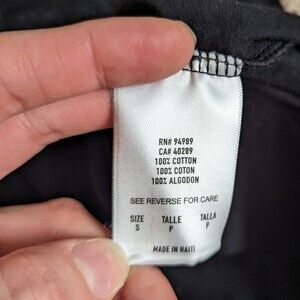 RN# 94989
CA# 40289
100% COTTON
100% COTON
100% ALGODON
SEE REVERSE FOR CARE
SIZE TALLE TALLA
S P P
MADE IN HAITI